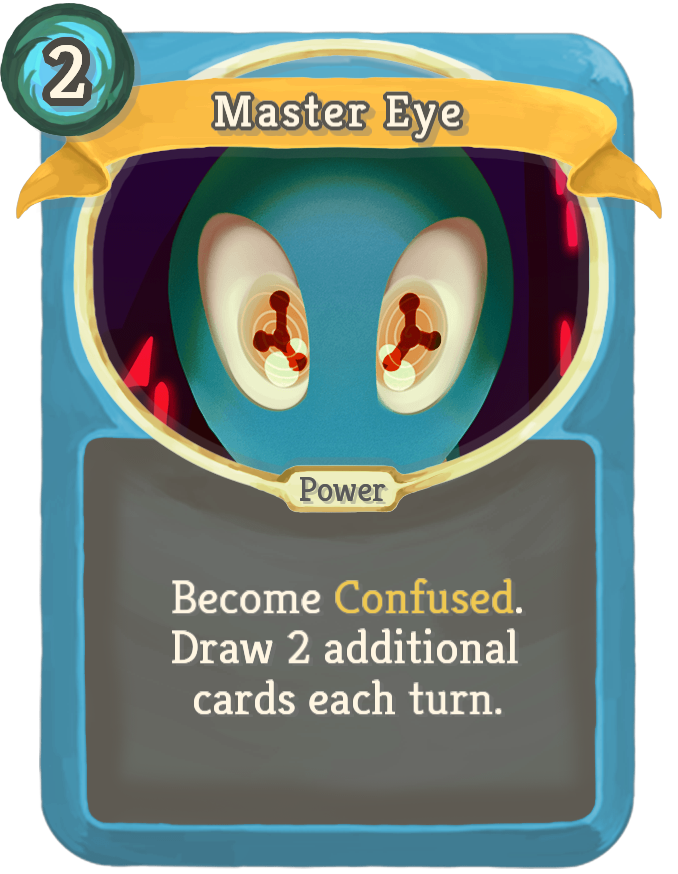 2
Master Eye
Power
Become Confused.
Draw 2 additional
cards each turn.